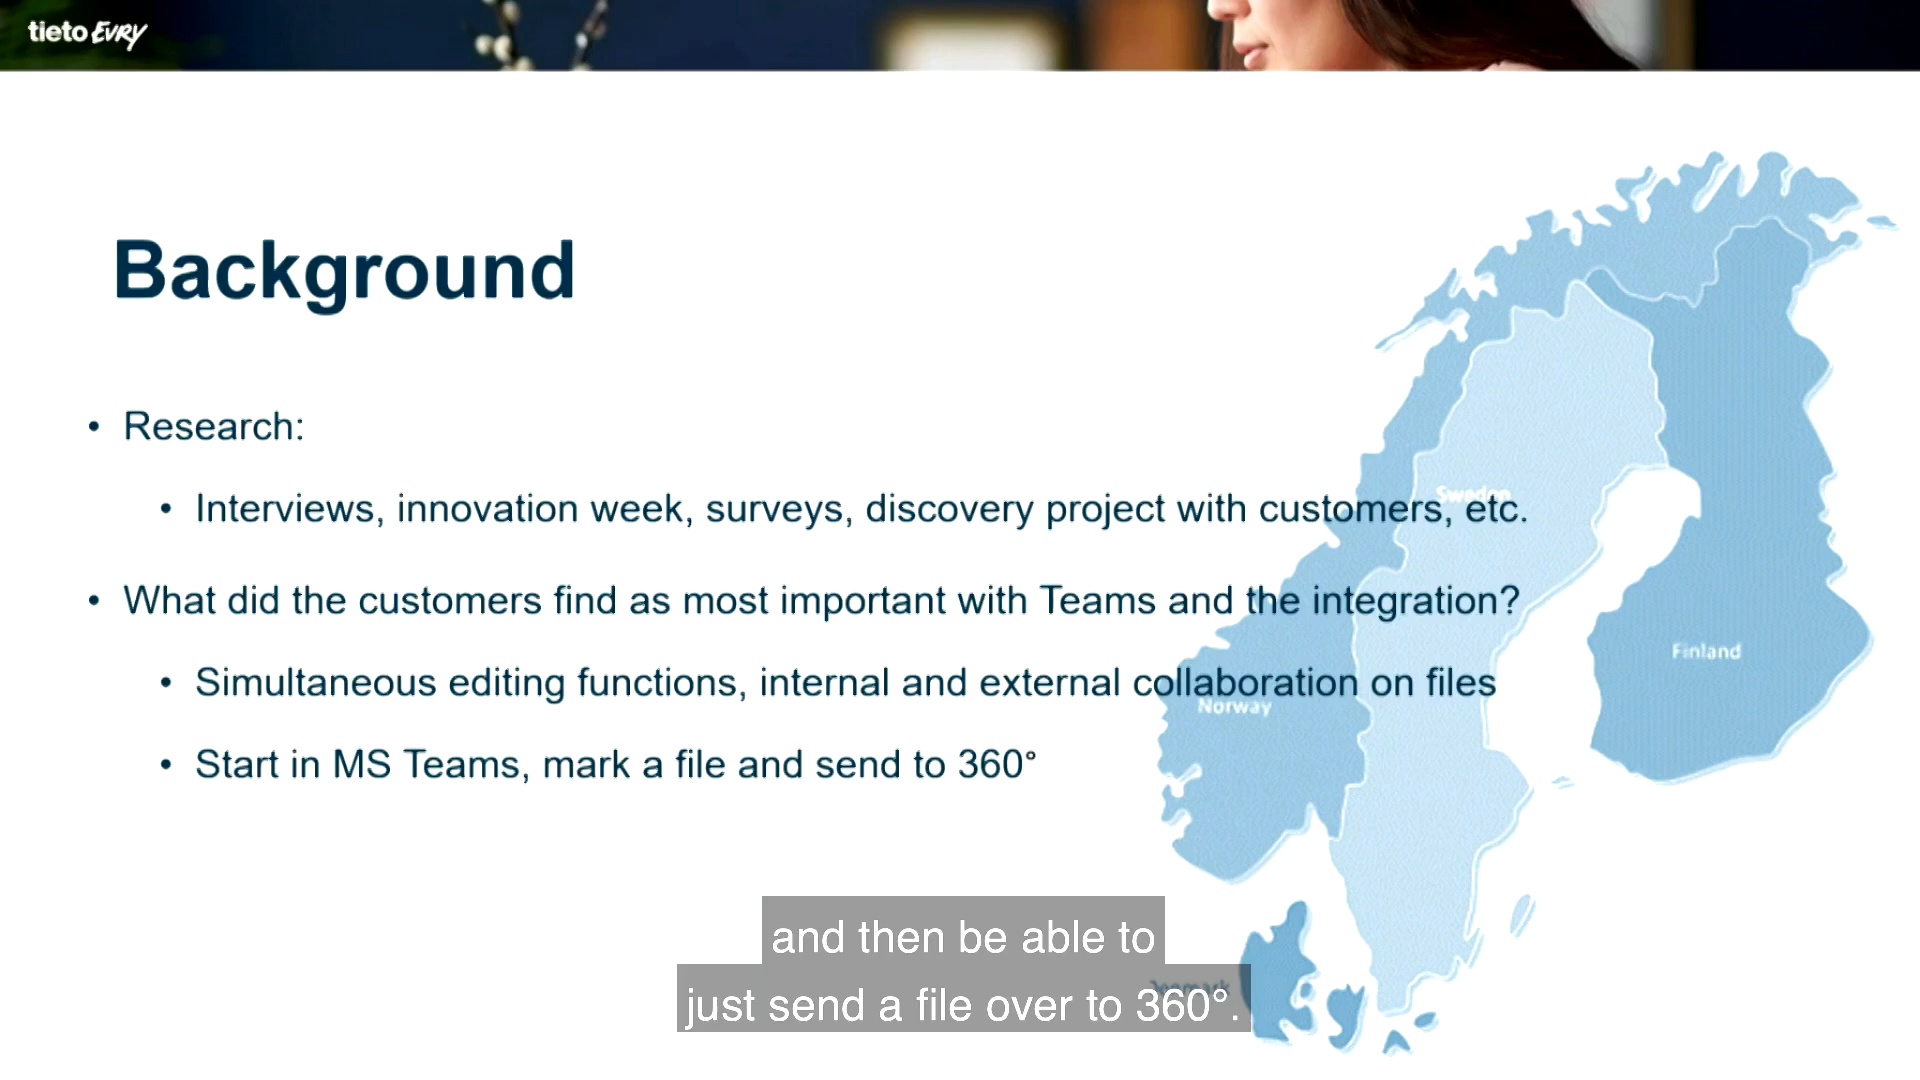 tieto EVRY
Background
• Research:
• Interviews, innovation week, surveys, discovery project with customers, etc.
Sweden
• What did the customers find as most important with Teams and the integration?
Finland
• Simultaneous editing functions, internal and external collaboration on files
Norway
• Start in MS Teams, mark a file and send to 360°
and then be able to
Denmark
just send a file over to 360°.